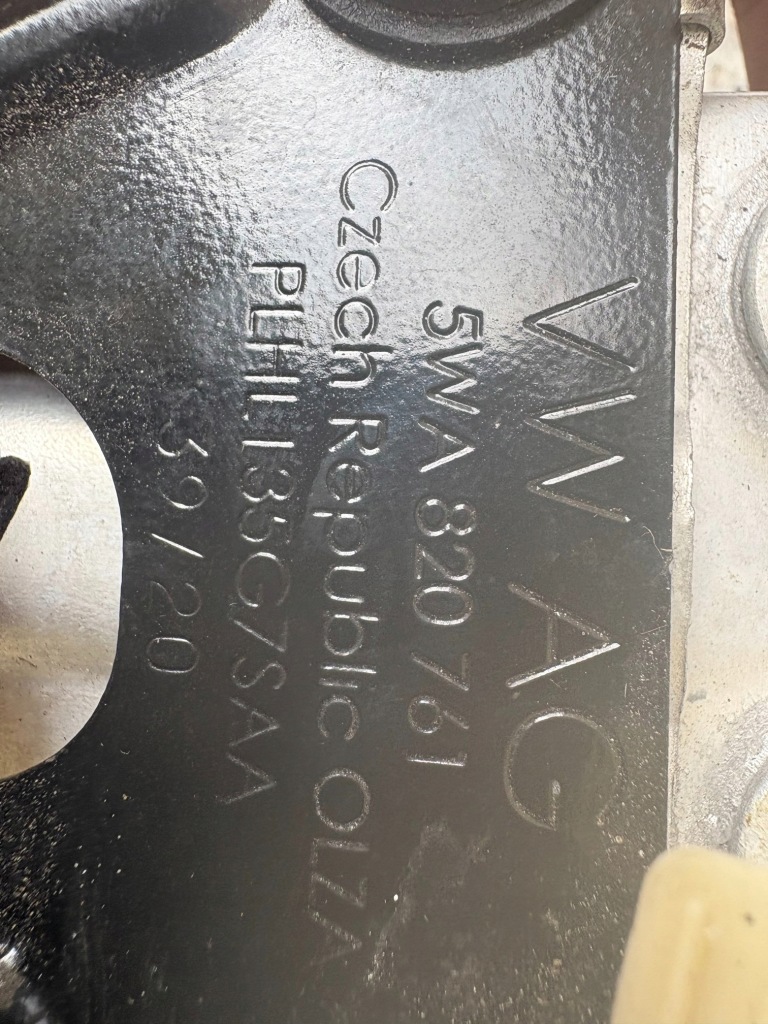 VW AG
5WA 820 761
Czech Republic OLZA
PLHL135G7SAA
39/20